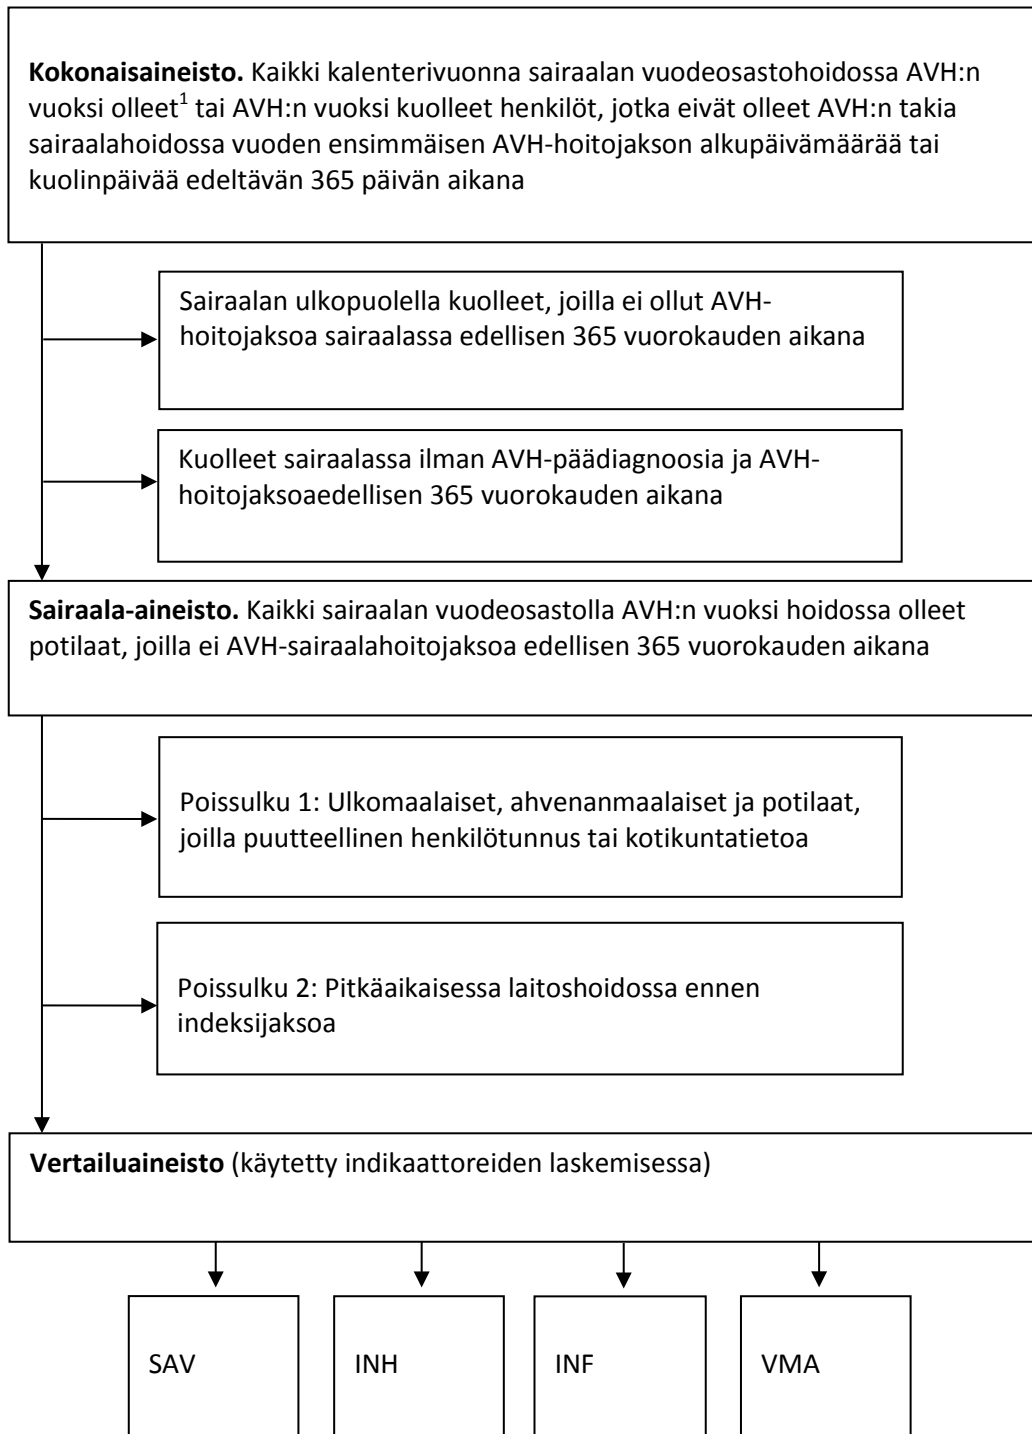 Kokonaisaineisto. Kaikki kalenterivuonna sairaalan vuodeosastohoidossa AVH:n
vuoksi olleet¹ tai AVH:n vuoksi kuolleet henkilöt, jotka eivät olleet AVH:n takia
sairaalahoidossa vuoden ensimmäisen AVH-hoitojakson alkupäivämäärää tai
kuolinpäivää edeltävän 365 päivän aikana
Sairaalan ulkopuolella kuolleet, joilla ei ollut AVH-
hoitojaksoa sairaalassa edellisen 365 vuorokauden aikana
Kuolleet sairaalassa ilman AVH-päädiagnoosia ja AVH-
hoitojaksoaedellisen 365 vuorokauden aikana
Sairaala-aineisto. Kaikki sairaalan vuodeosastolla AVH:n vuoksi hoidossa olleet
potilaat, joilla ei AVH-sairaalahoitojaksoa edellisen 365 vuorokauden aikana
Poissulku 1: Ulkomaalaiset, ahvenanmaalaiset ja potilaat,
joilla puutteellinen henkilötunnus tai kotikuntatietoa
Poissulku 2: Pitkäaikaisessa laitoshoidossa ennen
indeksijaksoa
Vertailuaineisto (käytetty indikaattoreiden laskemisessa)
SAV INH INF VMA